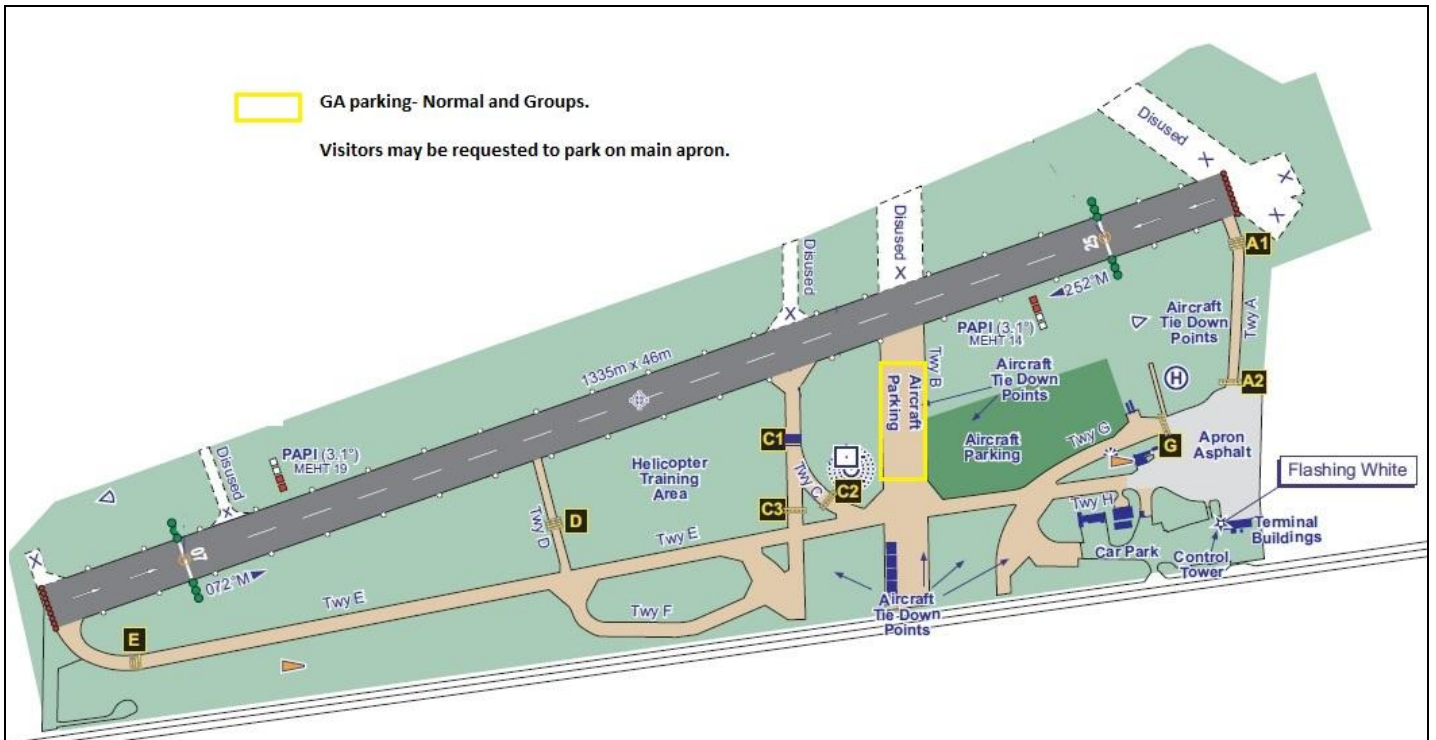 GA parking- Normal and Groups.
Visitors may be requested to park on main apron.
Disused
Disused
Disused
Disused
25
252°M
PAPI (3.1°)
MEHT 14
A1
Twy A
A2
Aircraft
Tie Down
Points
H
1335m x 46m
Twy B
Aircraft
Parking
Aircraft
Tie Down
Points
Aircraft
Parking
Twy G
G
Apron
Asphalt
Flashing White
Terminal
Buildings
Control
Tower
Car Park
Twy H
C1
Twy C
C2
C3
C
Helicopter
Training
Area
PAPI (3.1°)
MEHT 19
D
Twy D
Twy E
Twy E
Twy F
Aircraft
Tie Down
Points
07
072°M
E
X
X
X
X
X
X
X